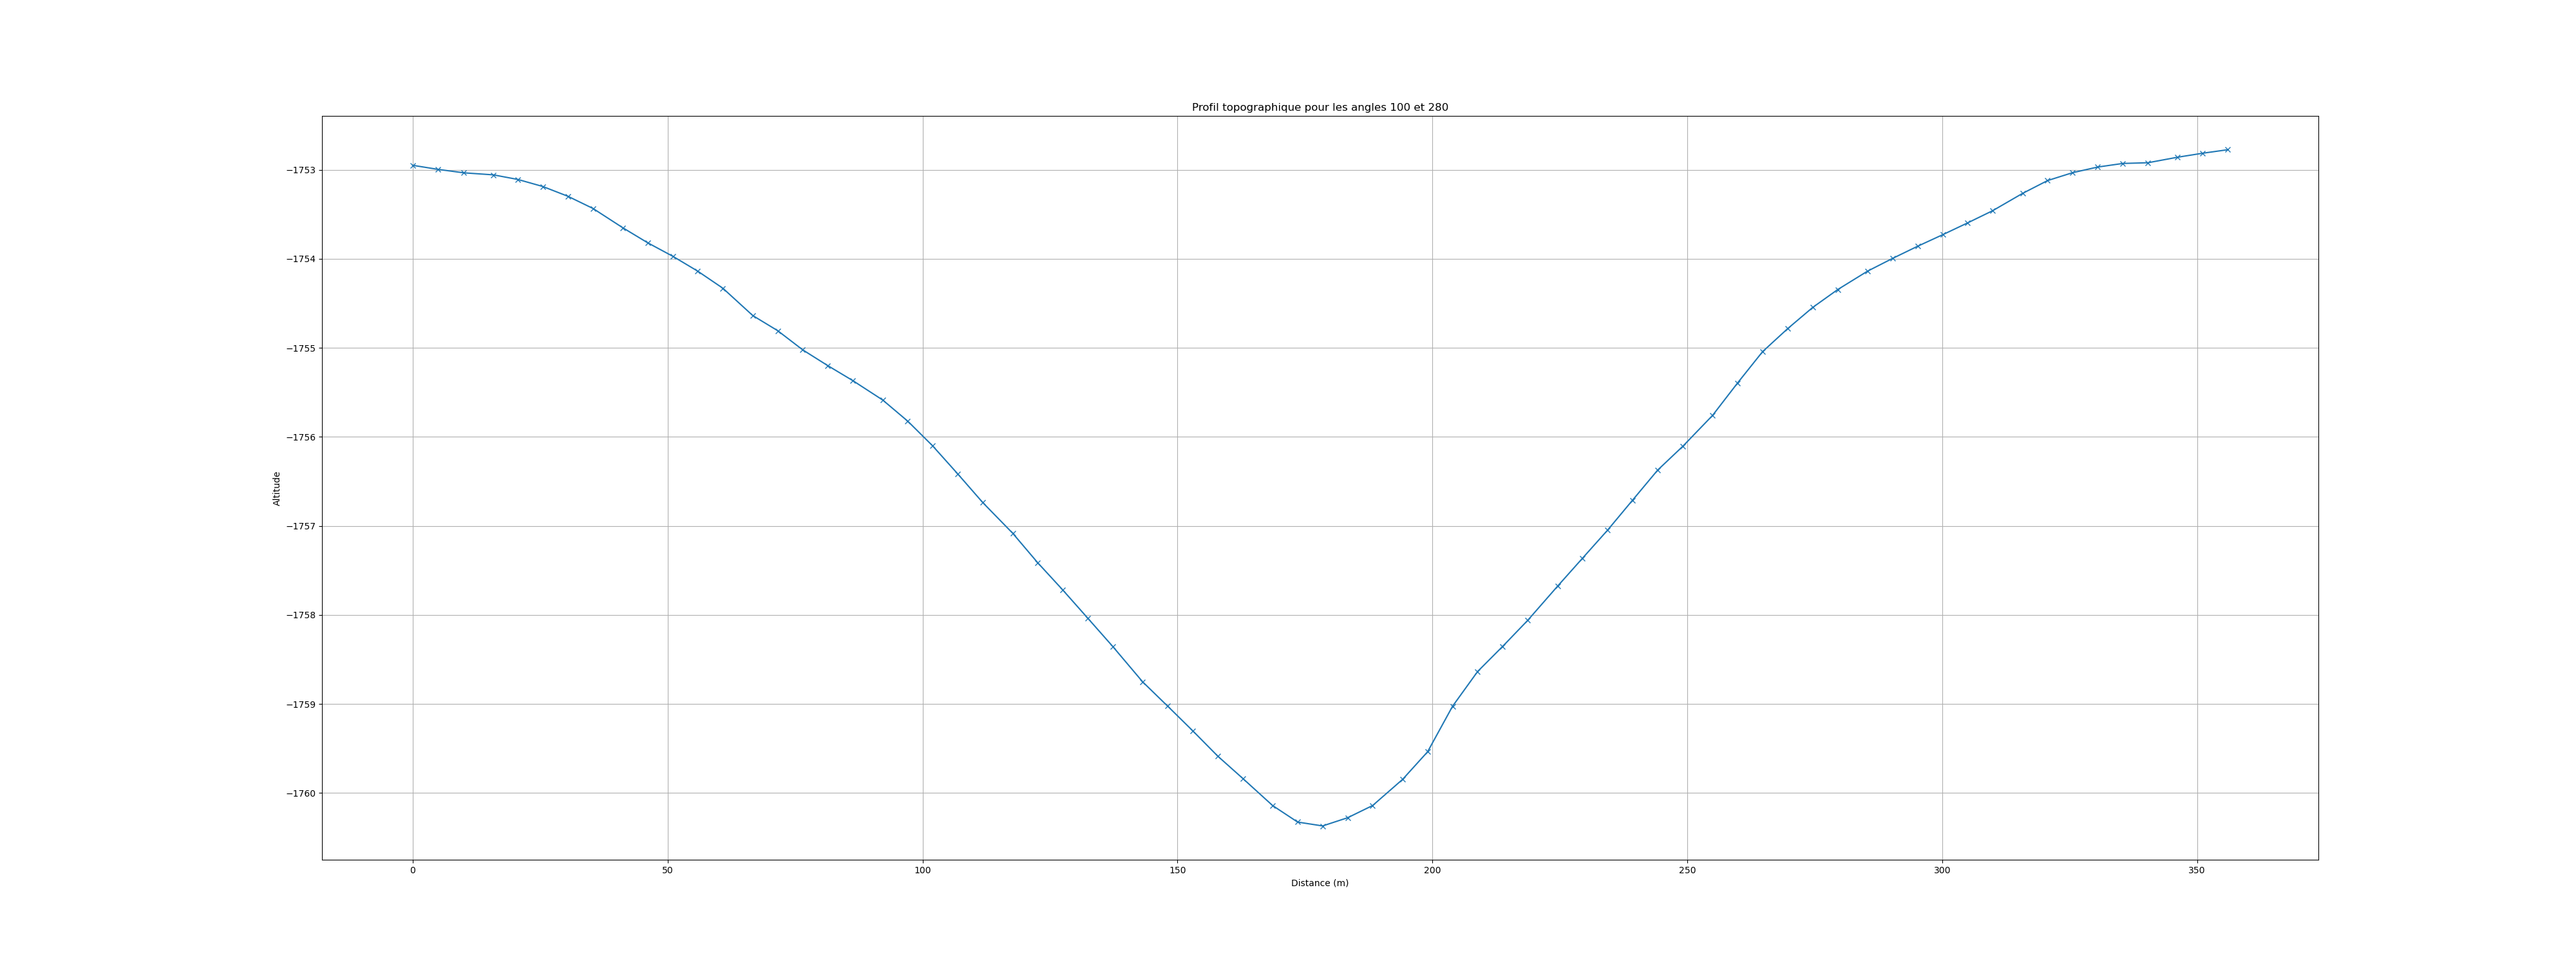 Profil topographique pour les angles 100 et 280
Altitude
−1753
−1754
−1755
−1756
−1757
−1758
−1759
−1760
0 50 100 150 200 250 300 350
Distance (m)